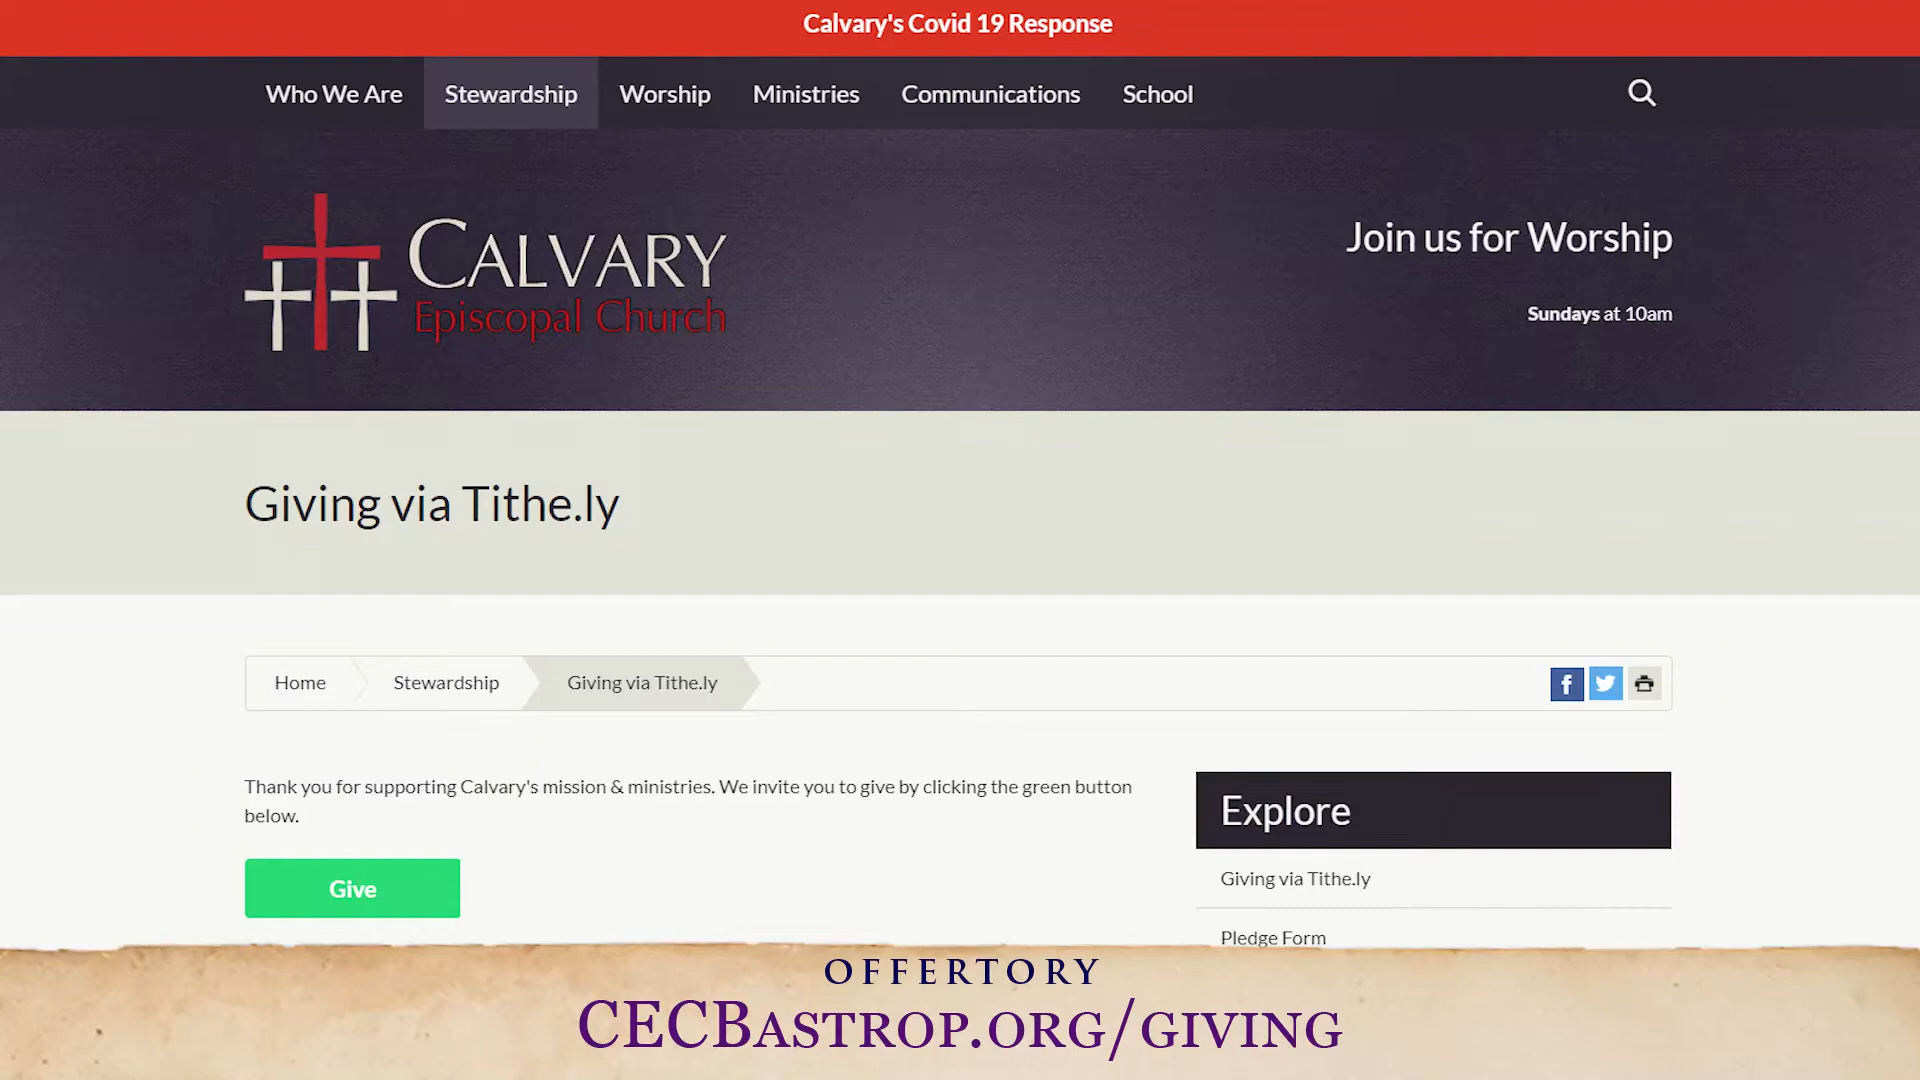 Calvary's Covid 19 Response
Who We Are Stewardship Worship Ministries Communications School
CALVARY
Episcopal Church
Join us for Worship
Sundays at 10am
Giving via Tithe.ly
Home Stewardship Giving via Tithe.ly
Thank you for supporting Calvary's mission & ministries. We invite you to give by clicking the green button
below.
Give
Explore
Giving via Tithe.ly
Pledge Form
OFFERTORY
CECBASTROP.ORG/GIVING